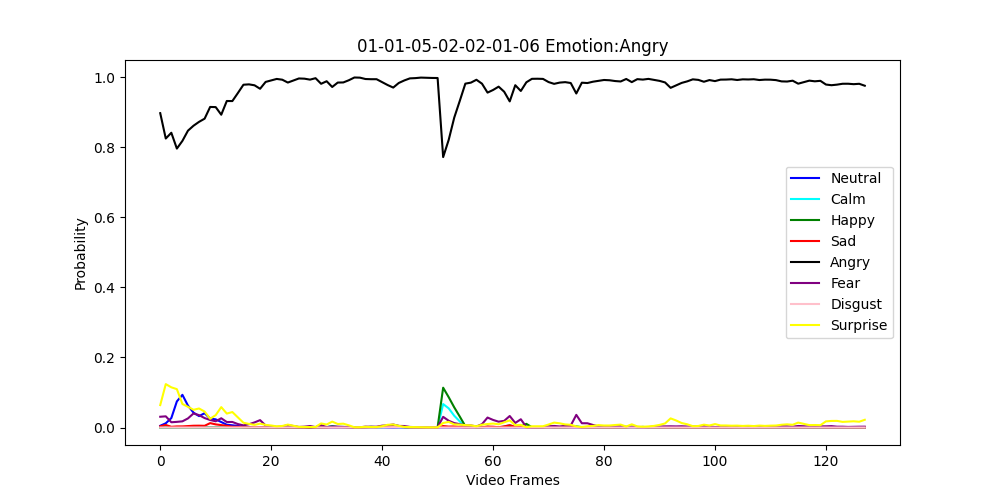 01-01-05-02-02-01-06 Emotion:Angry
Probability
1.0
0.8
0.6
0.4
0.2
0.0
Neutral
Calm
Happy
Sad
Angry
Fear
Disgust
Surprise
0
20
40
60
80
100
120
Video Frames